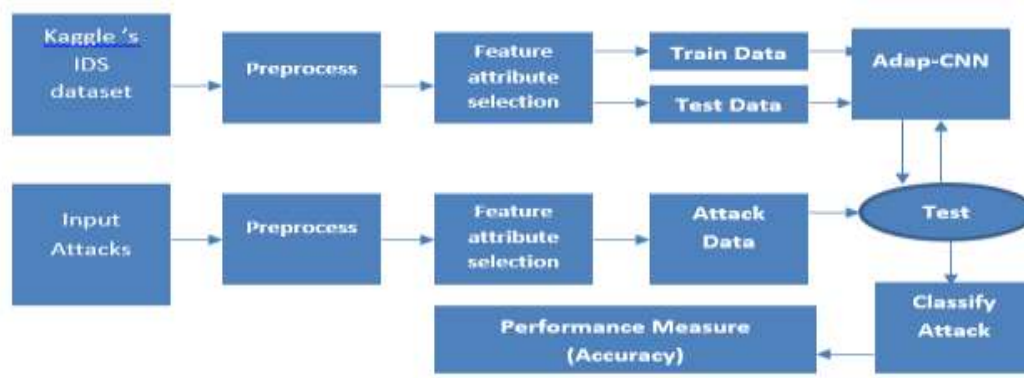 Kaggle 's
IDS
dataset
Preprocess
Feature
attribute
selection
Train Data
Test Data
Adap-CNN
Input
Attacks
Preprocess
Feature
attribute
selection
Attack
Data
Test
Classify
Attack
Performance Measure
(Accuracy)